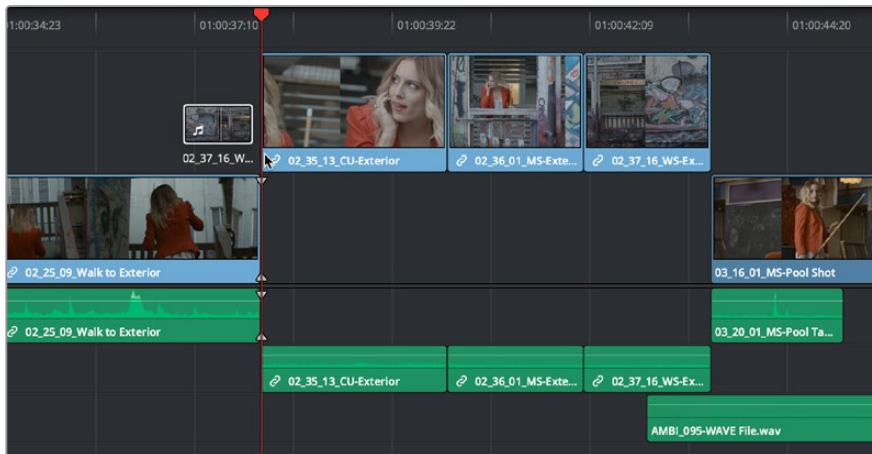 1:00:34:23
01:00:37:10
01:00:39:22
01:00:42:09
01:00:44:20
02_37_16_W...
02_35_13_CU-Exterior
02_36_01_MS-Exte...
02_37_16_WS-Ex...
02_25_09_Walk to Exterior
03_16_01_MS-Pool Shot
02_25_09_Walk to Exterior
03_20_01_MS-Pool Ta...
02_35_13_CU-Exterior
02_36_01_MS-Exte...
02_37_16_WS-Ex...
AMBI_095-WAVE File.wav